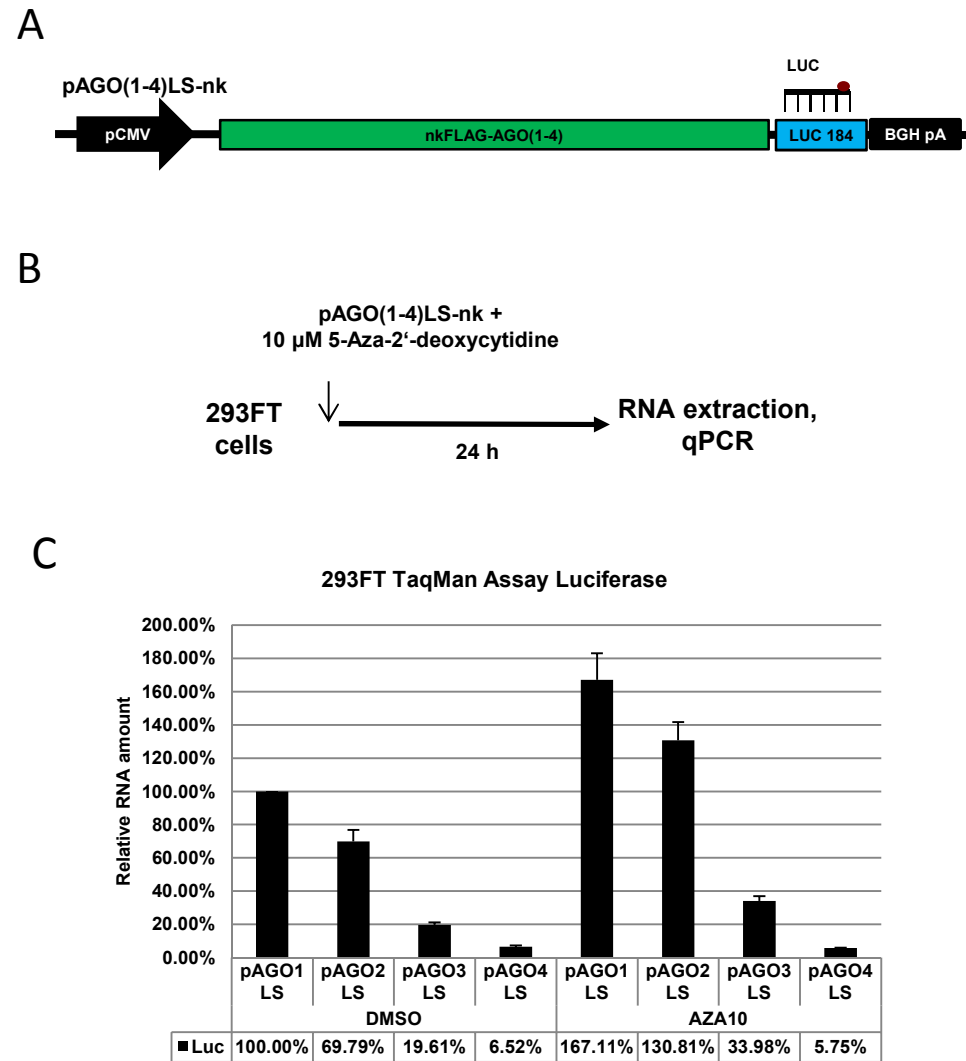 A
pAGO(1-4)LS-nk
LUC
pCMV
nkFLAG-AGO(1-4)
LUC 184
BGH pA
B
pAGO(1-4)LS-nk +
10 µM 5-Aza-2‘-deoxycytidine
293FT
cells
24 h
RNA extraction,
qPCR
C
293FT TaqMan Assay Luciferase
Relative RNA amount
200.00%
180.00%
160.00%
140.00%
120.00%
100.00%
80.00%
60.00%
40.00%
20.00%
0.00%
pAGO1 pAGO2 pAGO3 pAGO4 pAGO1 pAGO2 pAGO3 pAGO4
LS LS LS LS LS LS LS LS
DMSO AZA10
Luc 100.00% 69.79% 19.61% 6.52% 167.11% 130.81% 33.98% 5.75%